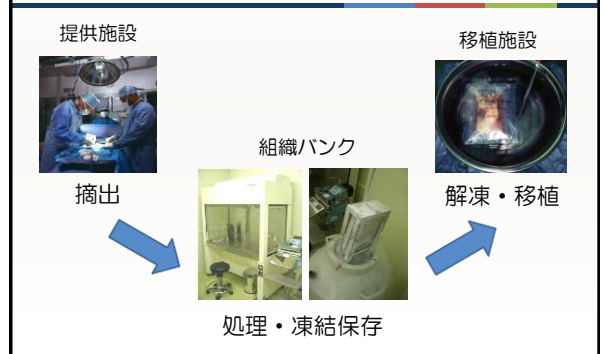 提供施設
摘出
組織バンク
処理・凍結保存
移植施設
解凍・移植